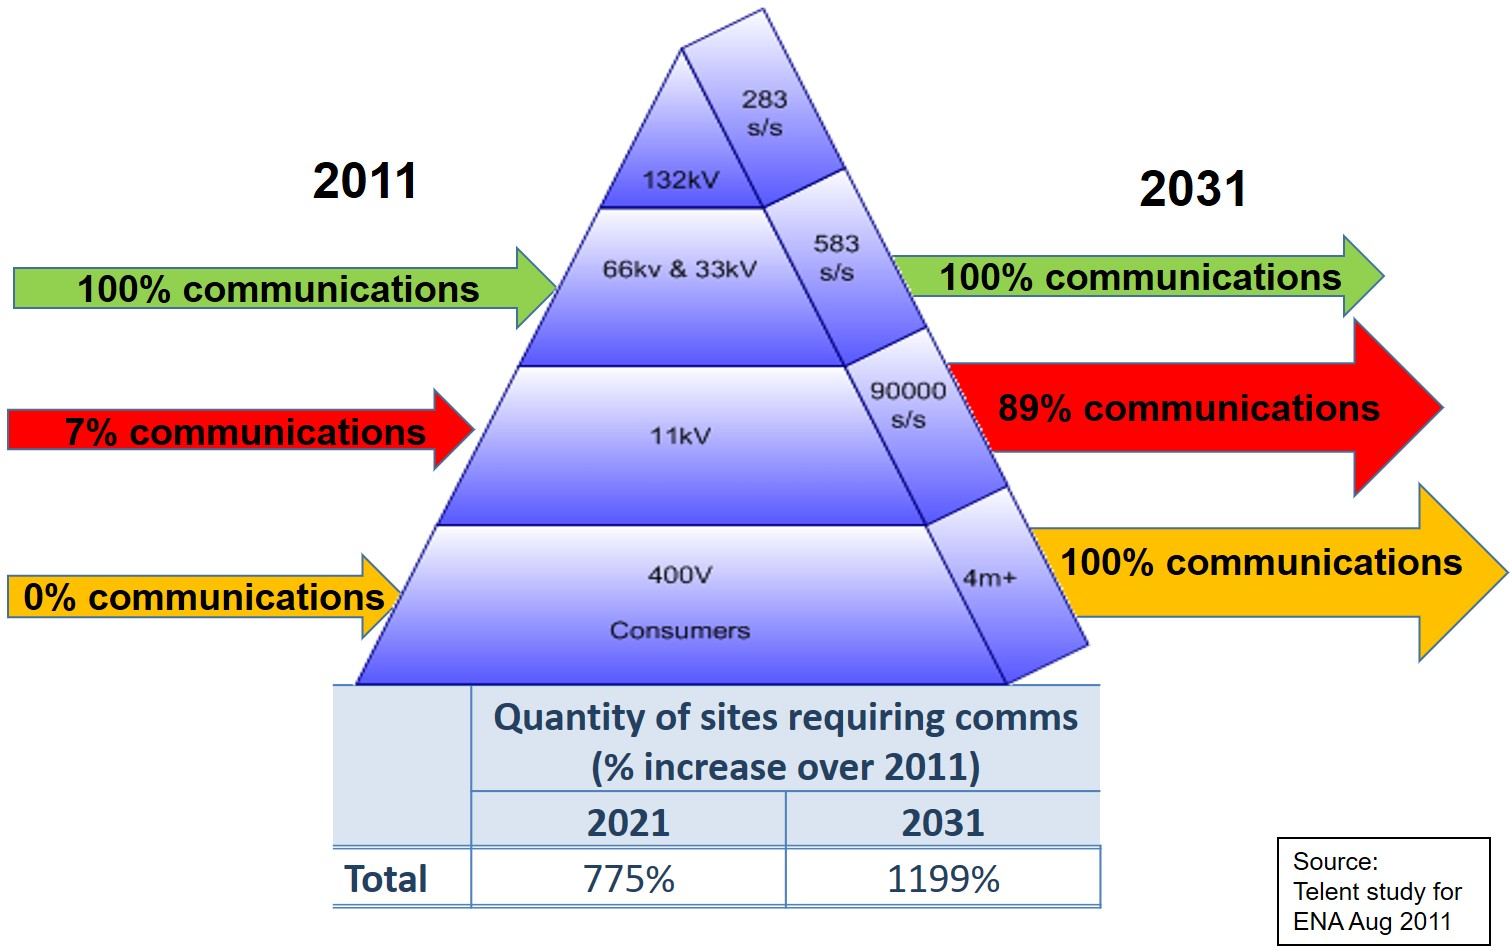 2011
2031
283
s/s
132kV
583
s/s
66kv & 33kV
100% communications
100% communications
90000
s/s
11kV
7% communications
89% communications
4m+
400V
Consumers
0% communications
100% communications
Quantity of sites requiring comms
(% increase over 2011)
2021
2031
Total
775%
1199%
Source:
Telent study for
ENA Aug 2011